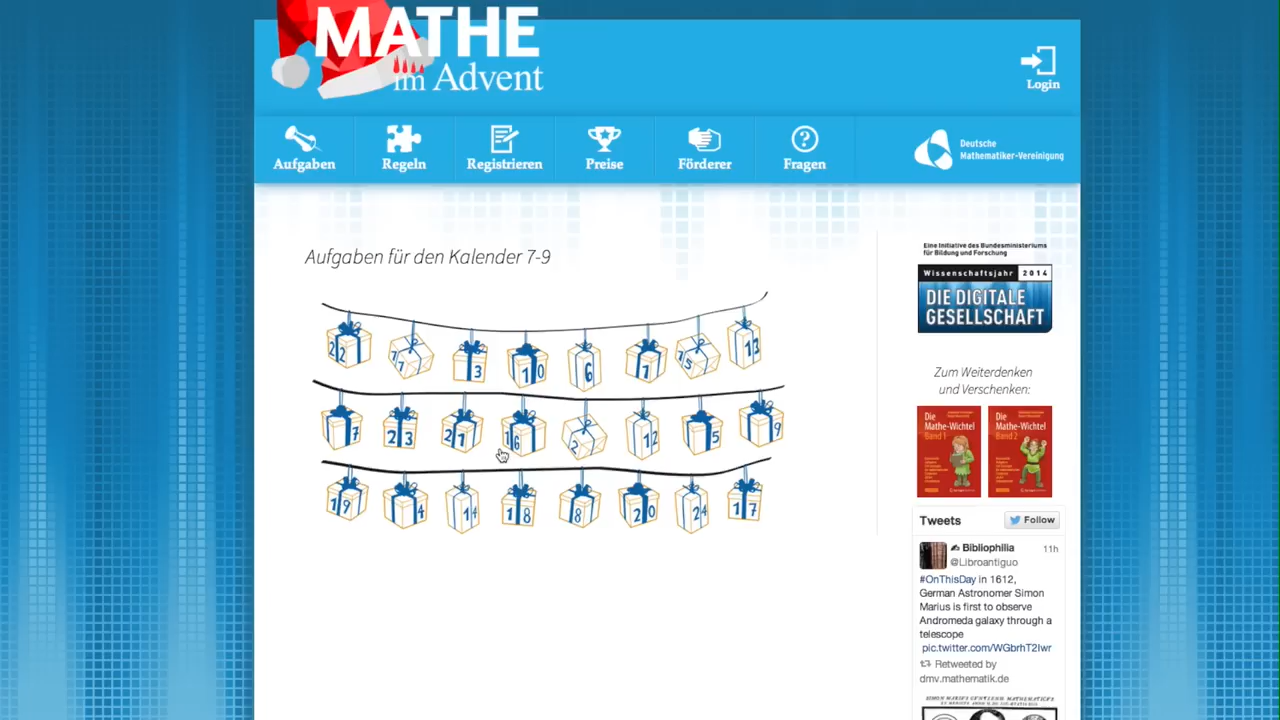 MATHE
im Advent
Login
Aufgaben
Regeln
Registrieren
Preise
Förderer
Fragen
Deutsche
Mathematiker-Vereinigung
Aufgaben für den Kalender 7-9
22 11 3 10 6 1 15 13
7 23 21 16 2 12 5 9
19 4 14 18 8 20 24 17
Eine Initiative des Bundesministeriums
für Bildung und Forschung
Wissenschaftsjahr 2014
DIE DIGITALE
GESELLSCHAFT
Zum Weiterdenken
und Verschenken:
Die
Mathe-Wichtel
Band 1
Die
Mathe-Wichtel
Band 2
Tweets
Follow
Bibliophilia 11h
@Libroantiguo
#OnThisDay in 1612,
German Astronomer Simon
Marius is first to observe
Andromeda galaxy through a
telescope
pic.twitter.com/WGbrhT2Iwr
Retweeted by
dmv.mathematik.de